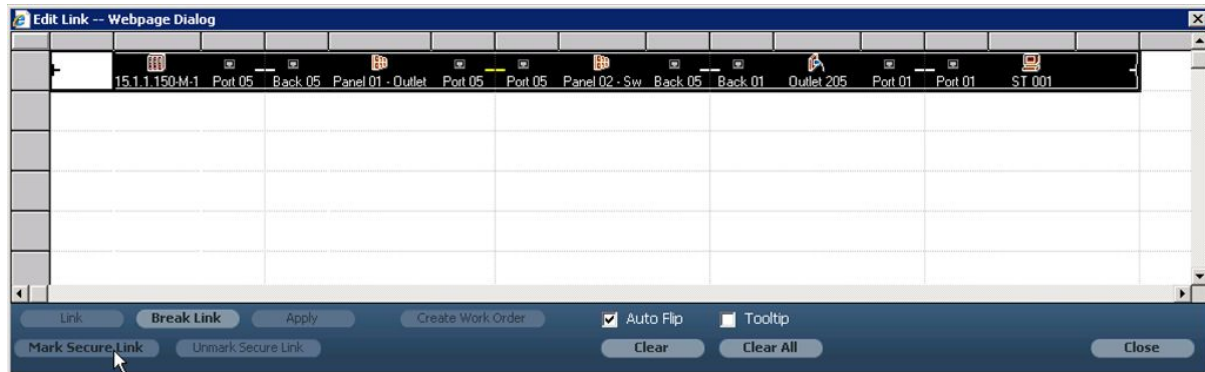 Edit Link -- Webpage Dialog
15.1.1.150-M-1 Port 05 Back 05 Panel 01 - Outlet Port 05 Port 05 Panel 02 - Sw Back 05 Back 01 Outlet 205 Port 01 Port 01 ST 001
Link Break Link Apply Create Work Order Auto Flip Tooltip
Mark Secure Link Unmark Secure Link Clear Clear All Close